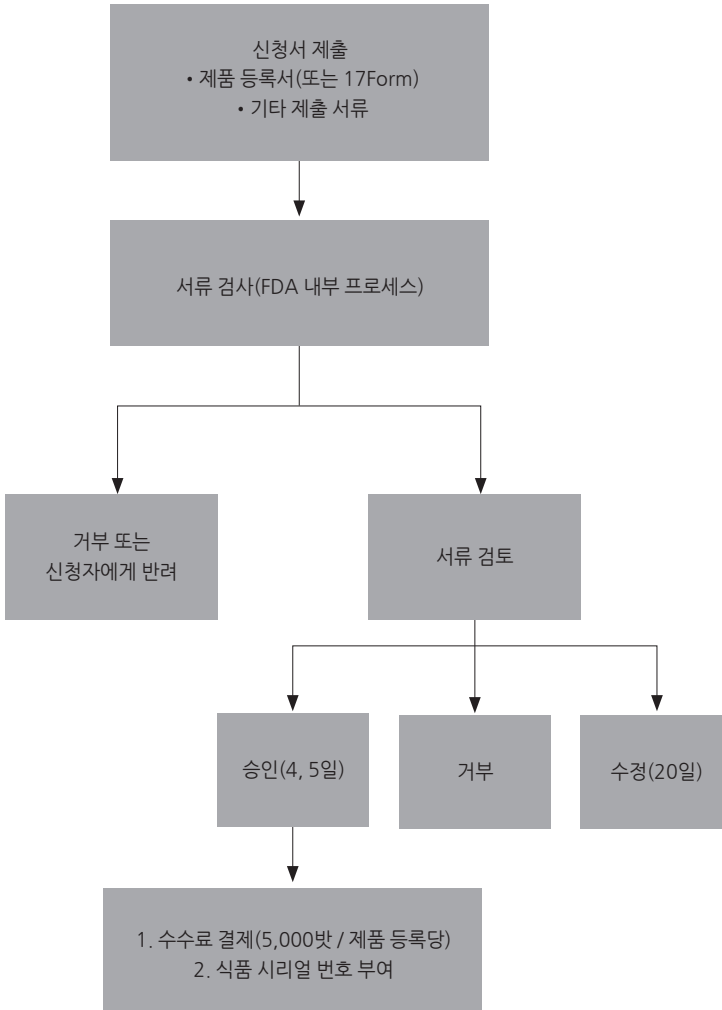 신청서 제출
• 제품 등록서(또는 17Form)
• 기타 제출 서류
서류 검사(FDA 내부 프로세스)
거부 또는
신청자에게 반려
서류 검토
승인(4, 5일)
거부
수정(20일)
1. 수수료 결제(5,000밧 / 제품 등록당)
2. 식품 시리얼 번호 부여